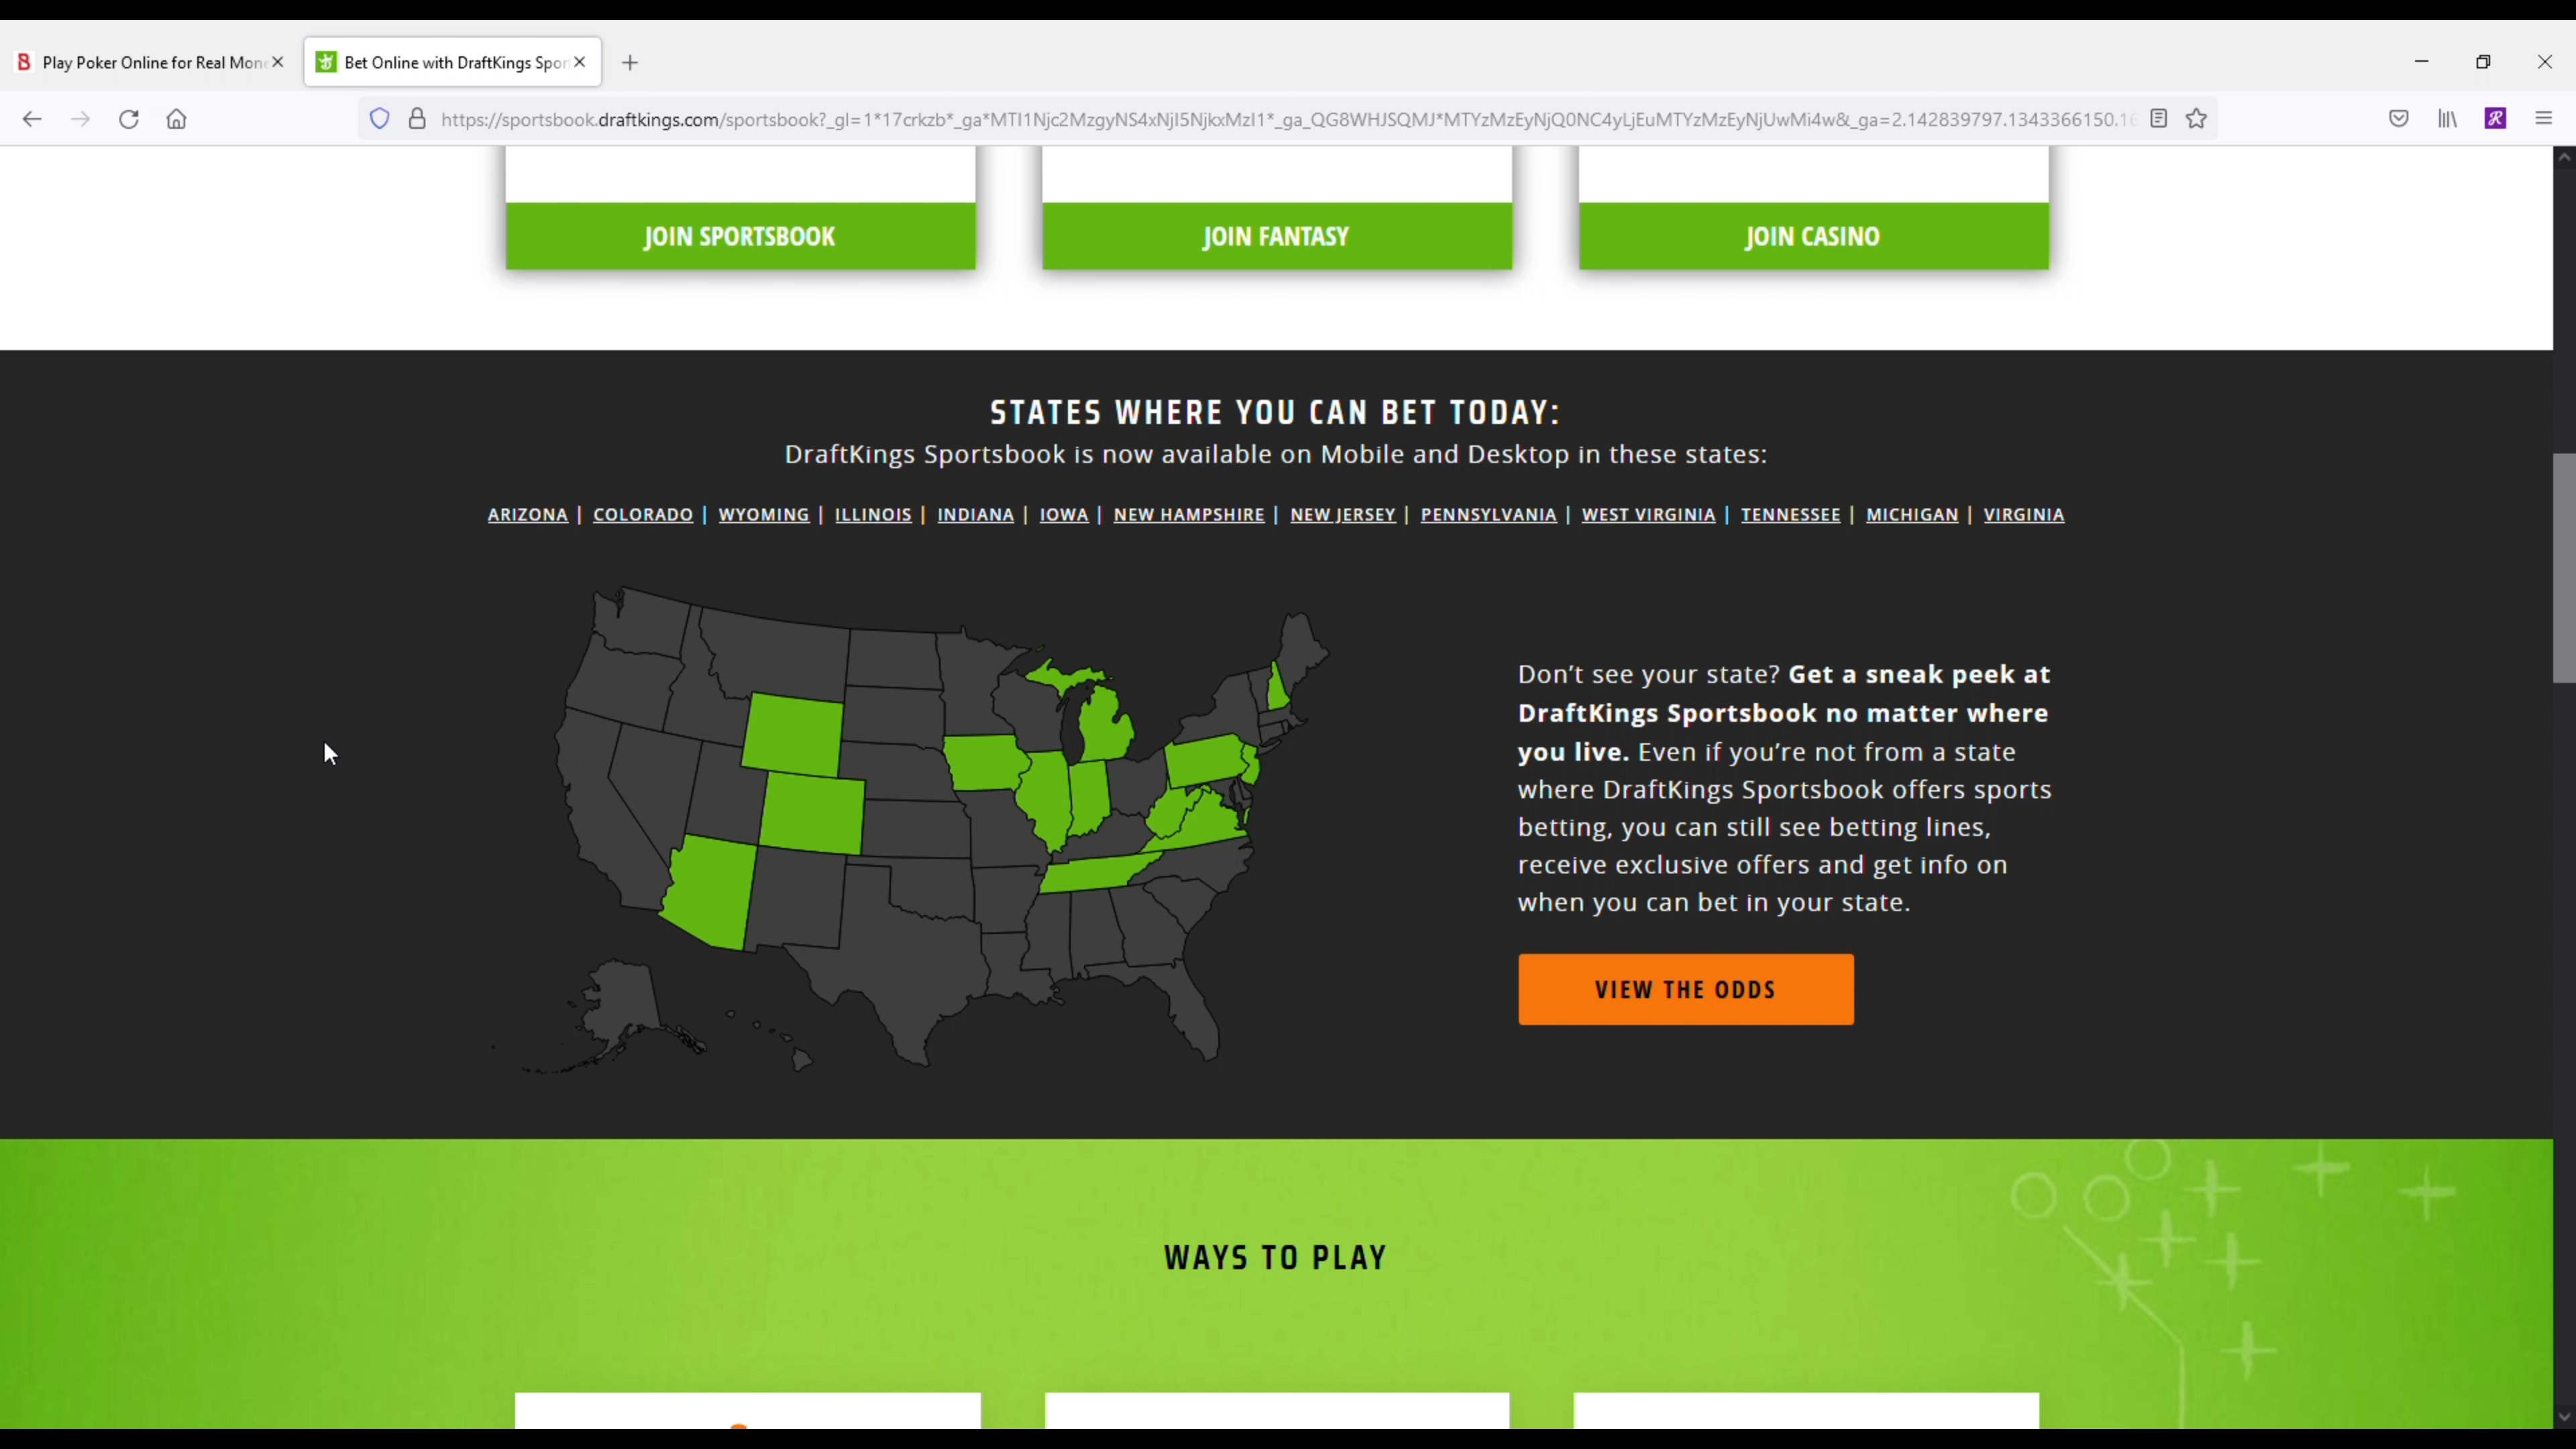 Play Poker Online for Real Mone
Bet Online with DraftKings Spor
https://sportsbook.draftkings.com/sportsbook?_gl=1*17crkzb*_ga*MTI1Njc2MzgyNS4xNjI5NjkxMzI1*_ga_QG8WHJSQMJ*MTYzMzEyNjQ0NC4yLjEuMTYzMzEyNjUwMi4w&_ga=2.142839797.1343366150.16
JOIN SPORTSBOOK
JOIN FANTASY
JOIN CASINO
STATES WHERE YOU CAN BET TODAY:
DraftKings Sportsbook is now available on Mobile and Desktop in these states:
ARIZONA | COLORADO | WYOMING | ILLINOIS | INDIANA | IOWA | NEW HAMPSHIRE | NEW JERSEY | PENNSYLVANIA | WEST VIRGINIA | TENNESSEE | MICHIGAN | VIRGINIA
Don't see your state? Get a sneak peek at
DraftKings Sportsbook no matter where
you live. Even if you're not from a state
where DraftKings Sportsbook offers sports
betting, you can still see betting lines,
receive exclusive offers and get info on
when you can bet in your state.
VIEW THE ODDS
WAYS TO PLAY